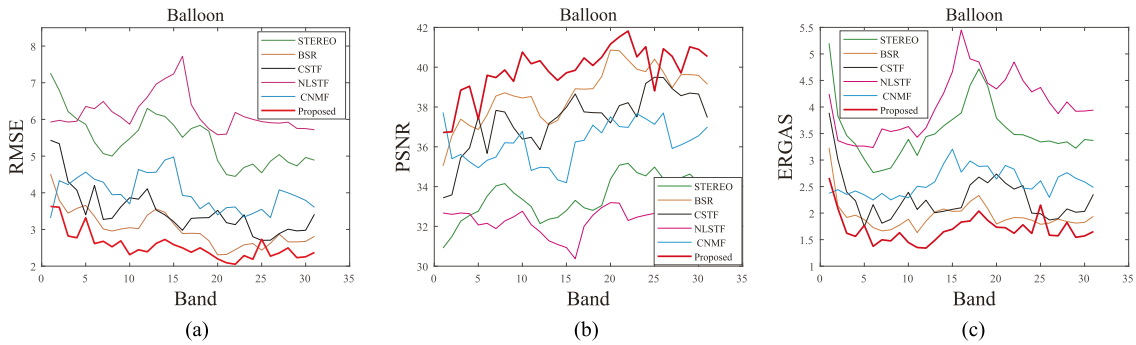 Balloon
RMSE
8
7
6
5
4
3
2
0 5 10 15 20 25 30 35
Band
STEREO
BSR
CSTF
NLSTF
CNMF
Proposed
(a)
Balloon
PSNR
42
40
38
36
34
32
30
0 5 10 15 20 25 30 35
Band
STEREO
BSR
CSTF
NLSTF
CNMF
Proposed
(b)
Balloon
ERGAS
5.5
5
4.5
4
3.5
3
2.5
2
1.5
1
0 5 10 15 20 25 30 35
Band
STEREO
BSR
CSTF
NLSTF
CNMF
Proposed
(c)